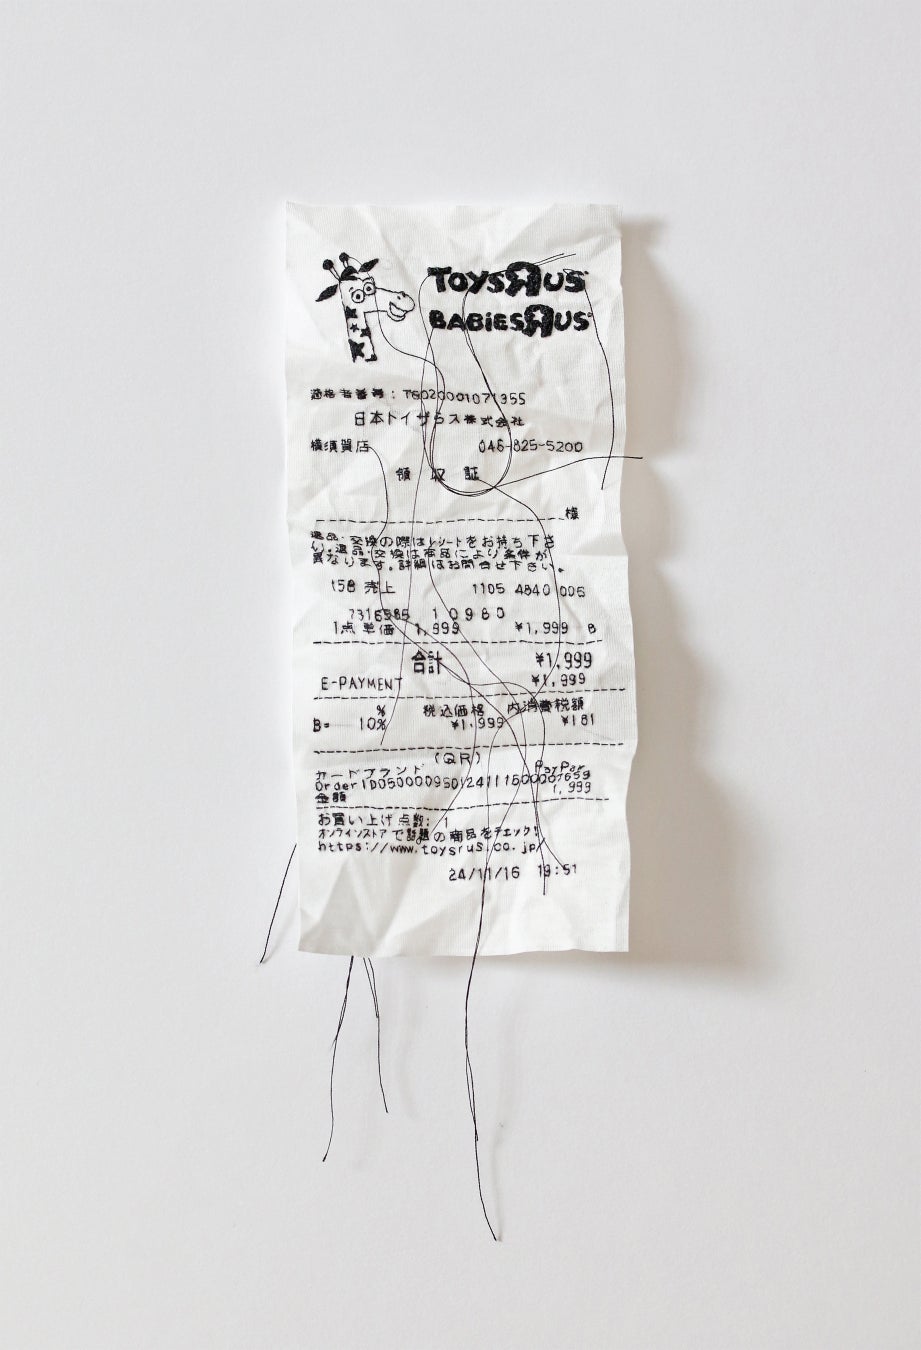 TOYSЯUS
BABIESЯUS
適格者番号: T6020001071355
日本トイザらス株式会社
横須賀店 046-825-5200
領 収 証
様
返品・交換の際はレシートをお持ち下さ
い。返品・交換は商品により条件が
異なります。詳細はお問合せ下さい。
158 売上 1105 4840 006
7316585 10980
1点 単価 1,999 ¥1,999 B
合計 ¥1,999
E-PAYMENT ¥1,999
% 税込価格 内消費税額
B= 10% ¥1,999 ¥181
(QR)
カードブランド PayPay
金額 1,999
お買い上げ点数: 1
オンラインストアで話題の商品をチェック!
https://www.toysrus.co.jp/
24/11/16 19:51